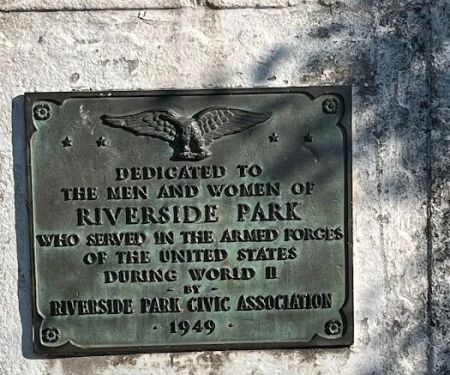 DEDICATED TO
THE MEN AND WOMEN OF
RIVERSIDE PARK
WHO SERVED IN THE ARMED FORCES
OF THE UNITED STATES
DURING WORLD II
- BY -
RIVERSIDE PARK CIVIC ASSOCIATION
· 1949 ·